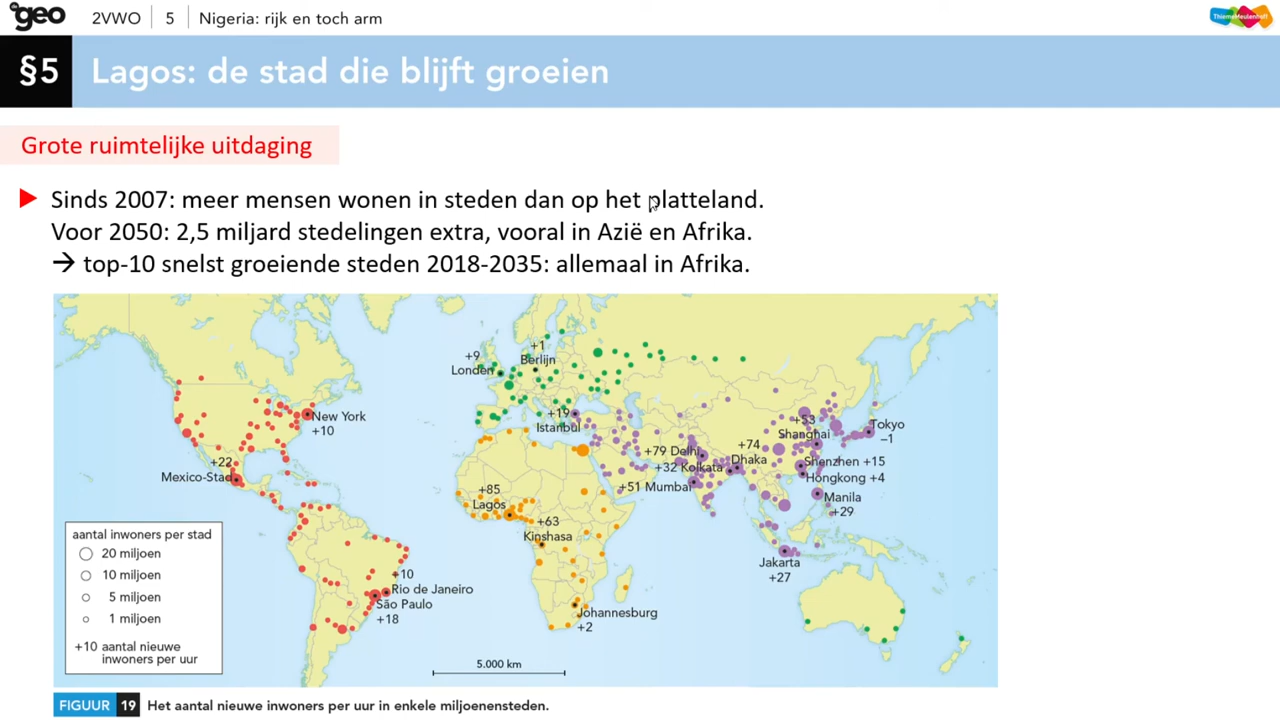 de geo 2VWO 5 Nigeria: rijk en toch arm
ThiemeMeulenhoff
§5 Lagos: de stad die blijft groeien
Grote ruimtelijke uitdaging
Sinds 2007: meer mensen wonen in steden dan op het platteland.
Voor 2050: 2,5 miljard stedelingen extra, vooral in Azië en Afrika.
→ top-10 snelst groeiende steden 2018-2035: allemaal in Afrika.
+1
Berlijn
+9
Londen
+19
Istanbul
New York
+10
+22
Mexico-Stad
+53
Shanghai
Tokyo
–1
+79 Delhi
+74
Dhaka
+32 Kolkata
Shenzhen +15
Hongkong +4
+51 Mumbai
Manila
+29
+85
Lagos
+63
Kinshasa
Jakarta
+27
+10
Rio de Janeiro
São Paulo
+18
Johannesburg
+2
aantal inwoners per stad
20 miljoen
10 miljoen
5 miljoen
1 miljoen
+10 aantal nieuwe
inwoners per uur
5.000 km
FIGUUR 19 Het aantal nieuwe inwoners per uur in enkele miljoenensteden.